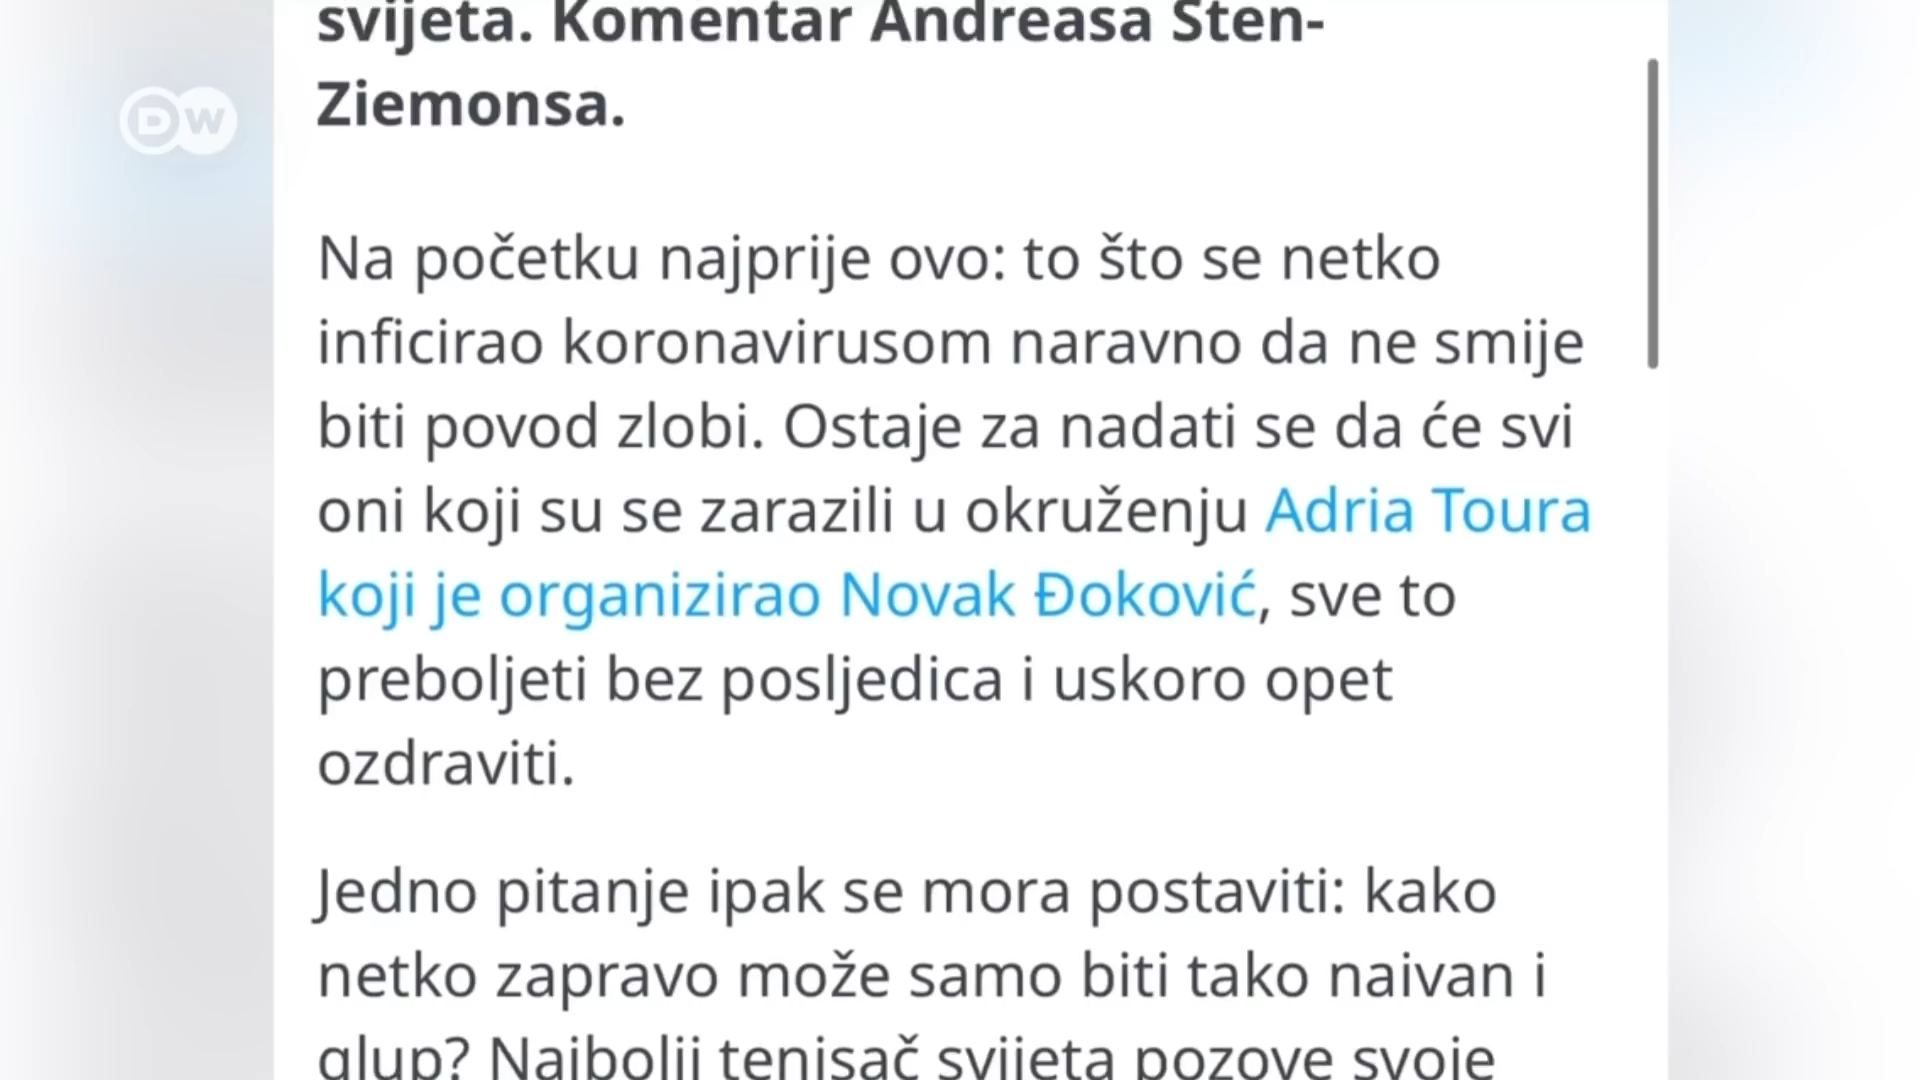 svijeta. Komentar Andreasa Sten-
Ziemonsa.
DW
Na početku najprije ovo: to što se netko
inficirao koronavirusom naravno da ne smije
biti povod zlobi. Ostaje za nadati se da će svi
oni koji su se zarazili u okruženju Adria Toura
koji je organizirao Novak Đoković, sve to
preboljeti bez posljedica i uskoro opet
ozdraviti.
Jedno pitanje ipak se mora postaviti: kako
netko zapravo može samo biti tako naivan i
glup? Najbolji tenisač svijeta pozove svoje